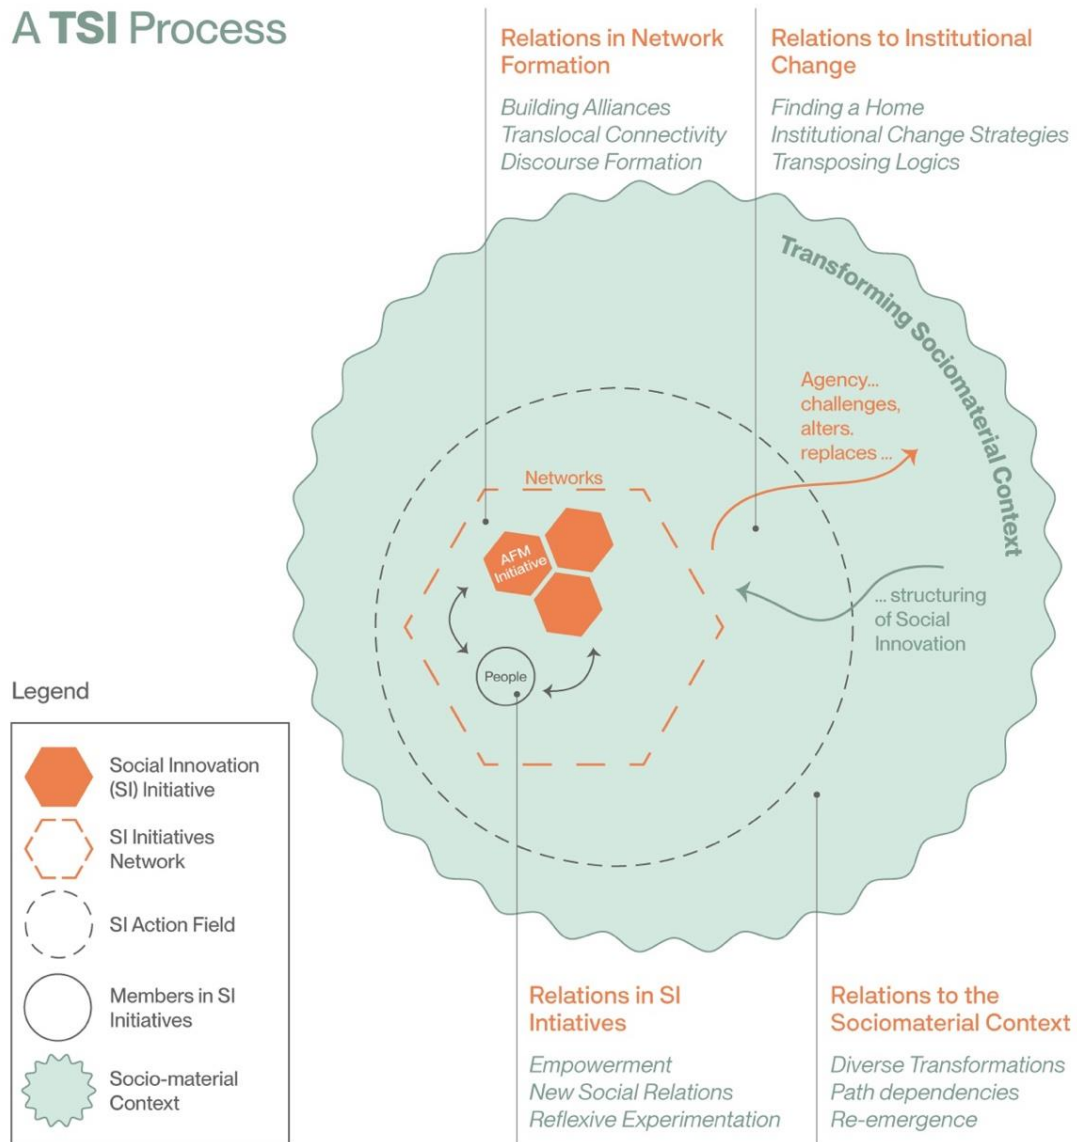 A TSI Process
Relations in Network
Formation
Building Alliances
Translocal Connectivity
Discourse Formation
Relations to Institutional
Change
Finding a Home
Institutional Change Strategies
Transposing Logics
Transforming Sociomaterial Context
Agency...
challenges,
alters.
replaces ...
Networks
AFM
Initiative
... structuring
of Social
Innovation
People
Legend
Social Innovation
(SI) Initiative
SI Initiatives
Network
SI Action Field
Members in SI
Initiatives
Socio-material
Context
Relations in SI
Intiatives
Empowerment
New Social Relations
Reflexive Experimentation
Relations to the
Sociomaterial Context
Diverse Transformations
Path dependencies
Re-emergence